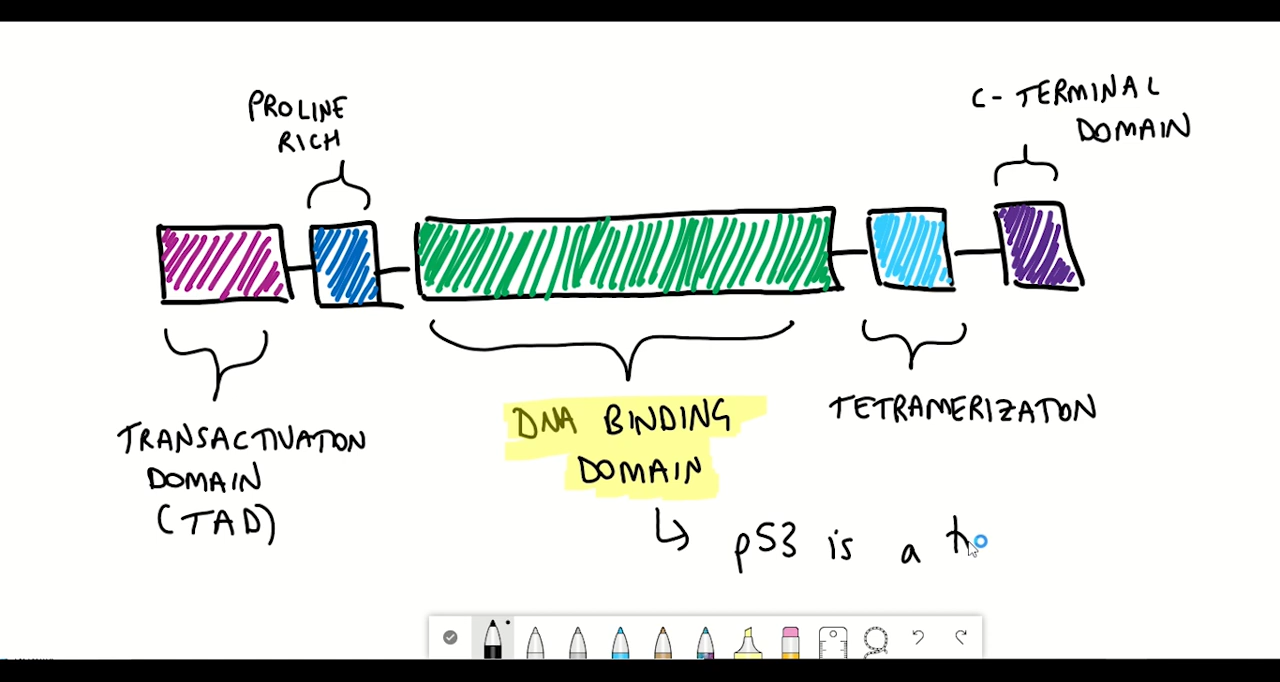 PROLINE
RICH
C- TERMINAL
DOMAIN
TRANSACTIVATON
DOMAIN
(TAD)
DNA BINDING
DOMAIN
TETRAMERIZATON
p53 is a